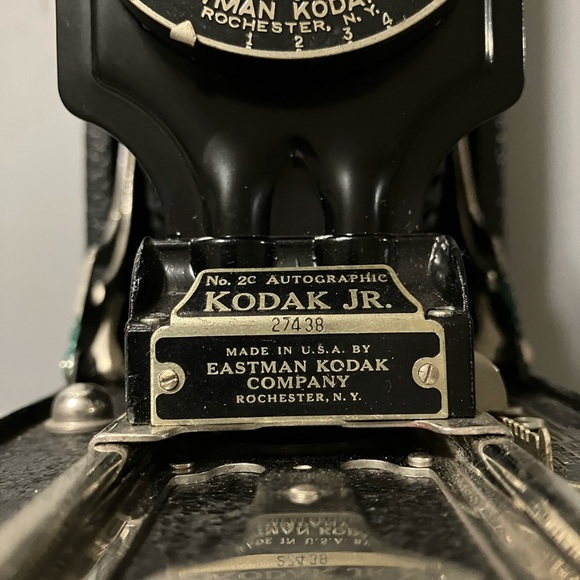 EASTMAN KODAK
ROCHESTER, N.Y.
1 2 3 4
No. 2C AUTOGRAPHIC
KODAK JR.
27438
MADE IN U.S.A. BY
EASTMAN KODAK
COMPANY
ROCHESTER, N.Y.